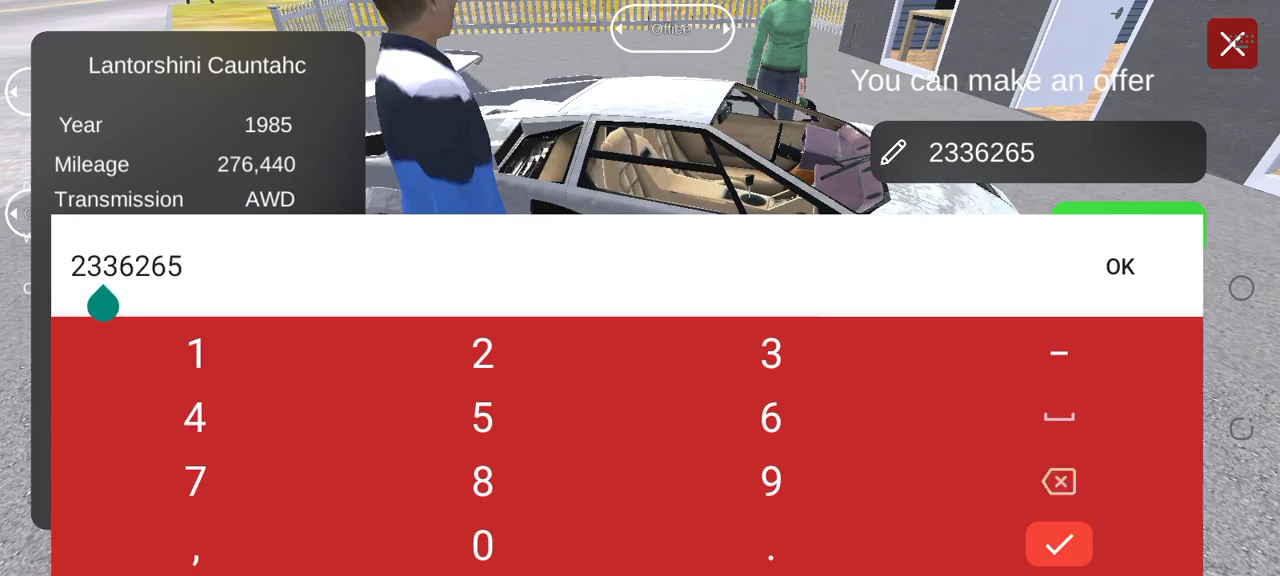 Office
Lantorshini Cauntahc
You can make an offer
Year 1985
2336265
Mileage 276,440
Transmission AWD
2336265 OK
1 2 3 -
4 5 6
7 8 9
, 0 .